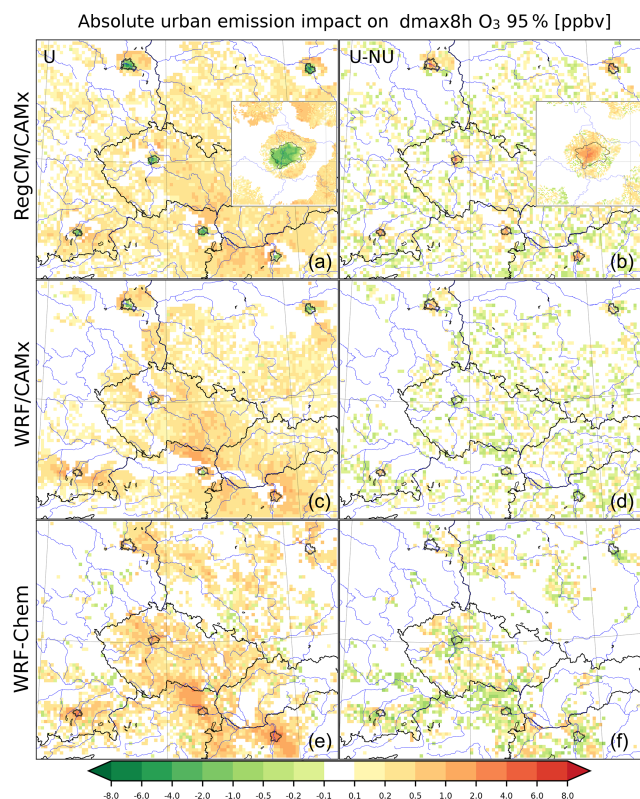 Absolute urban emission impact on dmax8h O₃ 95 % [ppbv]
U
U-NU
RegCM/CAMx
(a)
(b)
WRF/CAMx
(c)
(d)
WRF-Chem
(e)
(f)
-8.0 -6.0 -4.0 -2.0 -1.0 -0.5 -0.2 -0.1 0.1 0.2 0.5 1.0 2.0 4.0 6.0 8.0